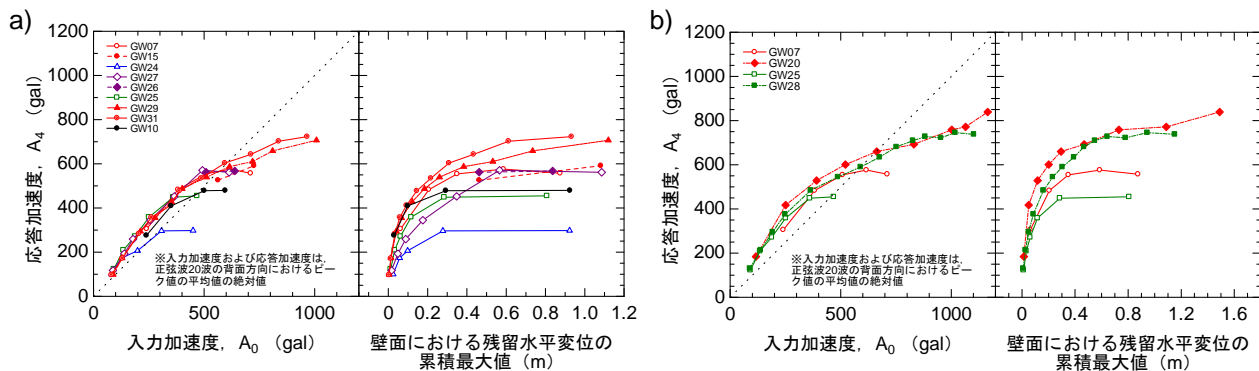 a)
1200
1000
800
600
400
200
0
応答加速度，A4 (gal)
GW07
GW15
GW24
GW27
GW26
GW25
GW29
GW31
GW10
※入力加速度および応答加速度は、
正弦波20波の背面方向におけるピー
ク値の平均値の絶対値
0
500
1000
入力加速度，A0 (gal)
0.0
0.2
0.4
0.6
0.8
1.0
1.2
壁面における残留水平変位の
累積最大値 (m)
b)
1200
1000
800
600
400
200
0
応答加速度，A4 (gal)
GW07
GW20
GW25
GW28
※入力加速度および応答加速度は、
正弦波20波の背面方向におけるピー
ク値の平均値の絶対値
0
500
1000
入力加速度，A0 (gal)
0.0
0.4
0.8
1.2
1.6
壁面における残留水平変位の
累積最大値 (m)